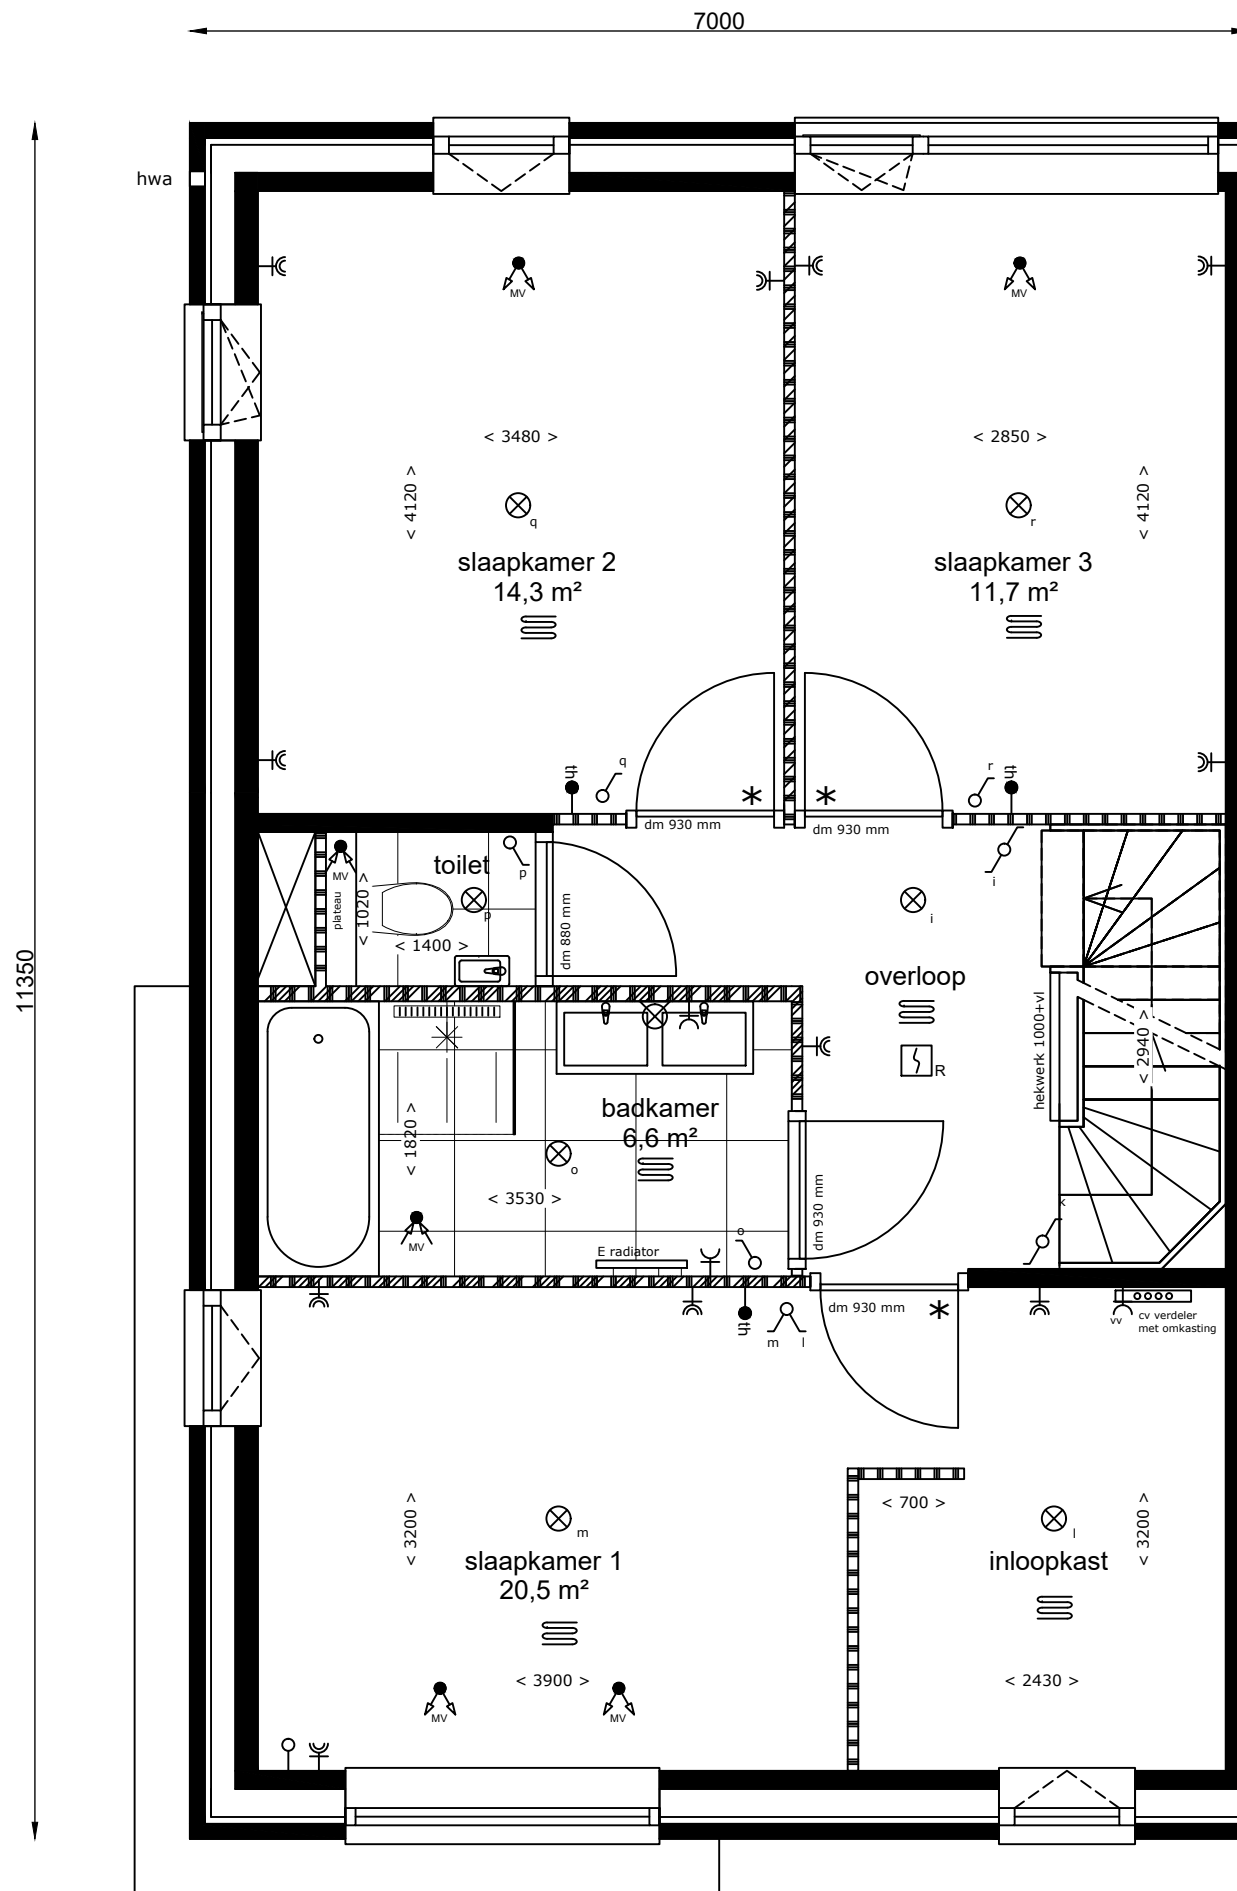 7000
11350
hwa
MV
MV
< 3480 >
< 4120 >
< 2850 >
< 4120 >
q
r
slaapkamer 2
14,3 m²
slaapkamer 3
11,7 m²
th
q
r
th
*
*
dm 930 mm
dm 930 mm
MV
plateau
< 1020 >
toilet
p
p
< 1400 >
dm 880 mm
i
i
overloop
R
hekwerk 1000+vl
< 2940 >
badkamer
6,6 m²
< 1820 >
o
< 3530 >
MV
E radiator
o
dm 930 mm
x
th
m
l
dm 930 mm
*
vv
cv verdeler
met omkasting
< 700 >
< 3200 >
m
slaapkamer 1
20,5 m²
l
inloopkast
< 3200 >
< 3900 >
< 2430 >
MV
MV